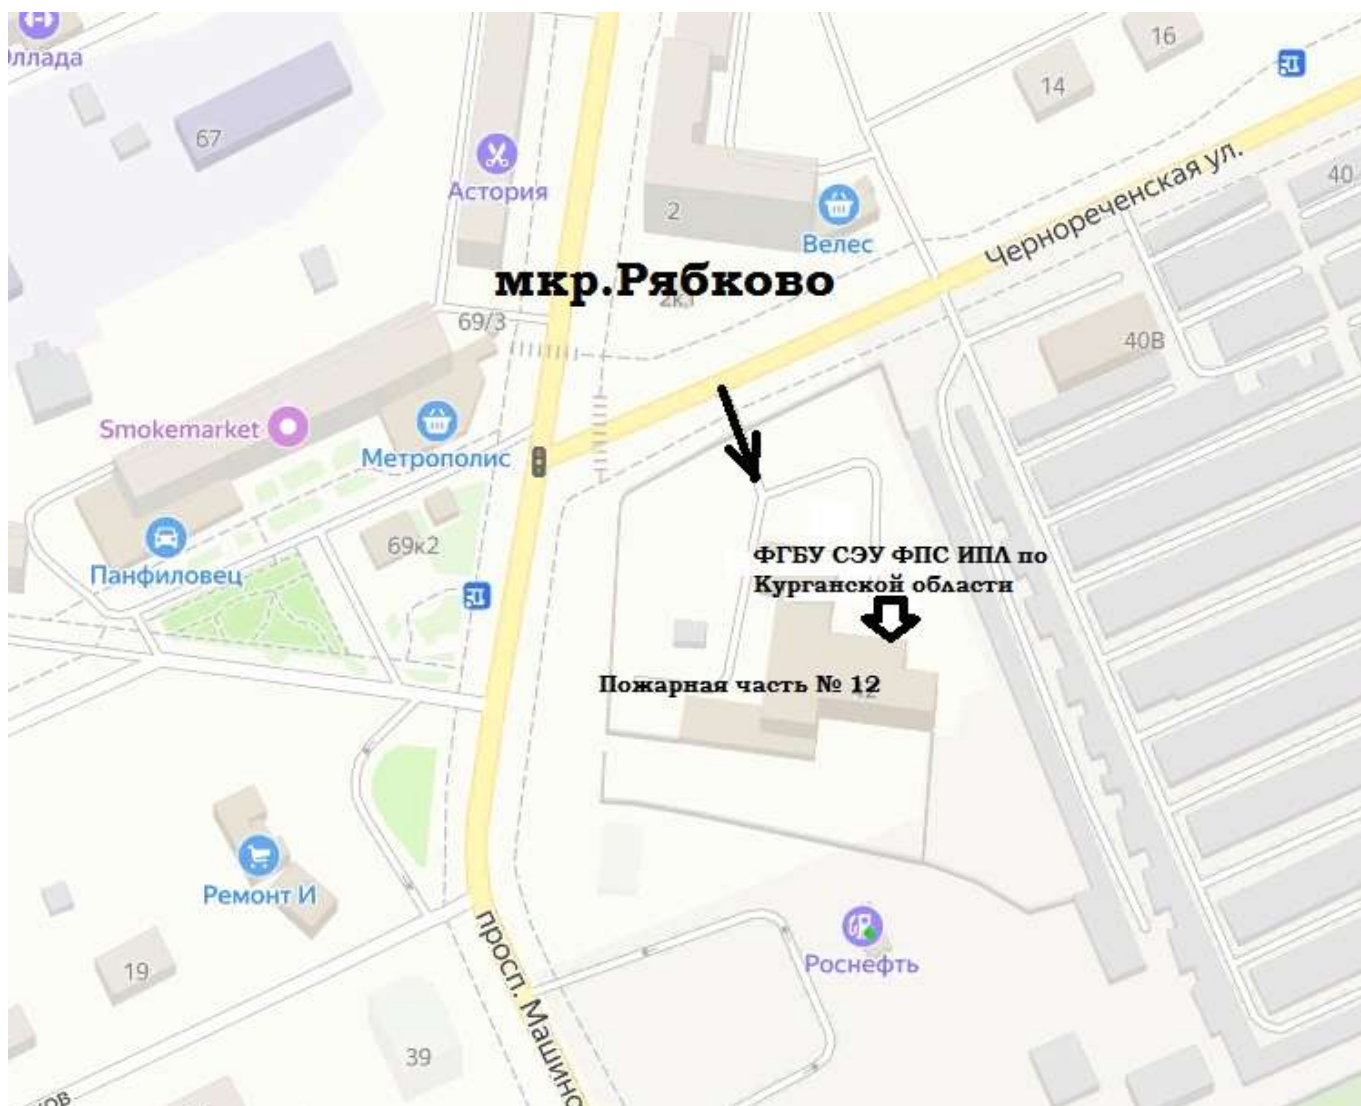 16
14
67
Астория
2
Велес
Чернореченская ул.
40
мкр.Рябково
69/3
40В
Smokemarket
Метрополис
69к2
Панфиловец
ФГБУ СЭУ ФПС ИПЛ по
Курганской области
Пожарная часть № 12
42
Ремонт И
просп. Машино
19
Роснефть
39